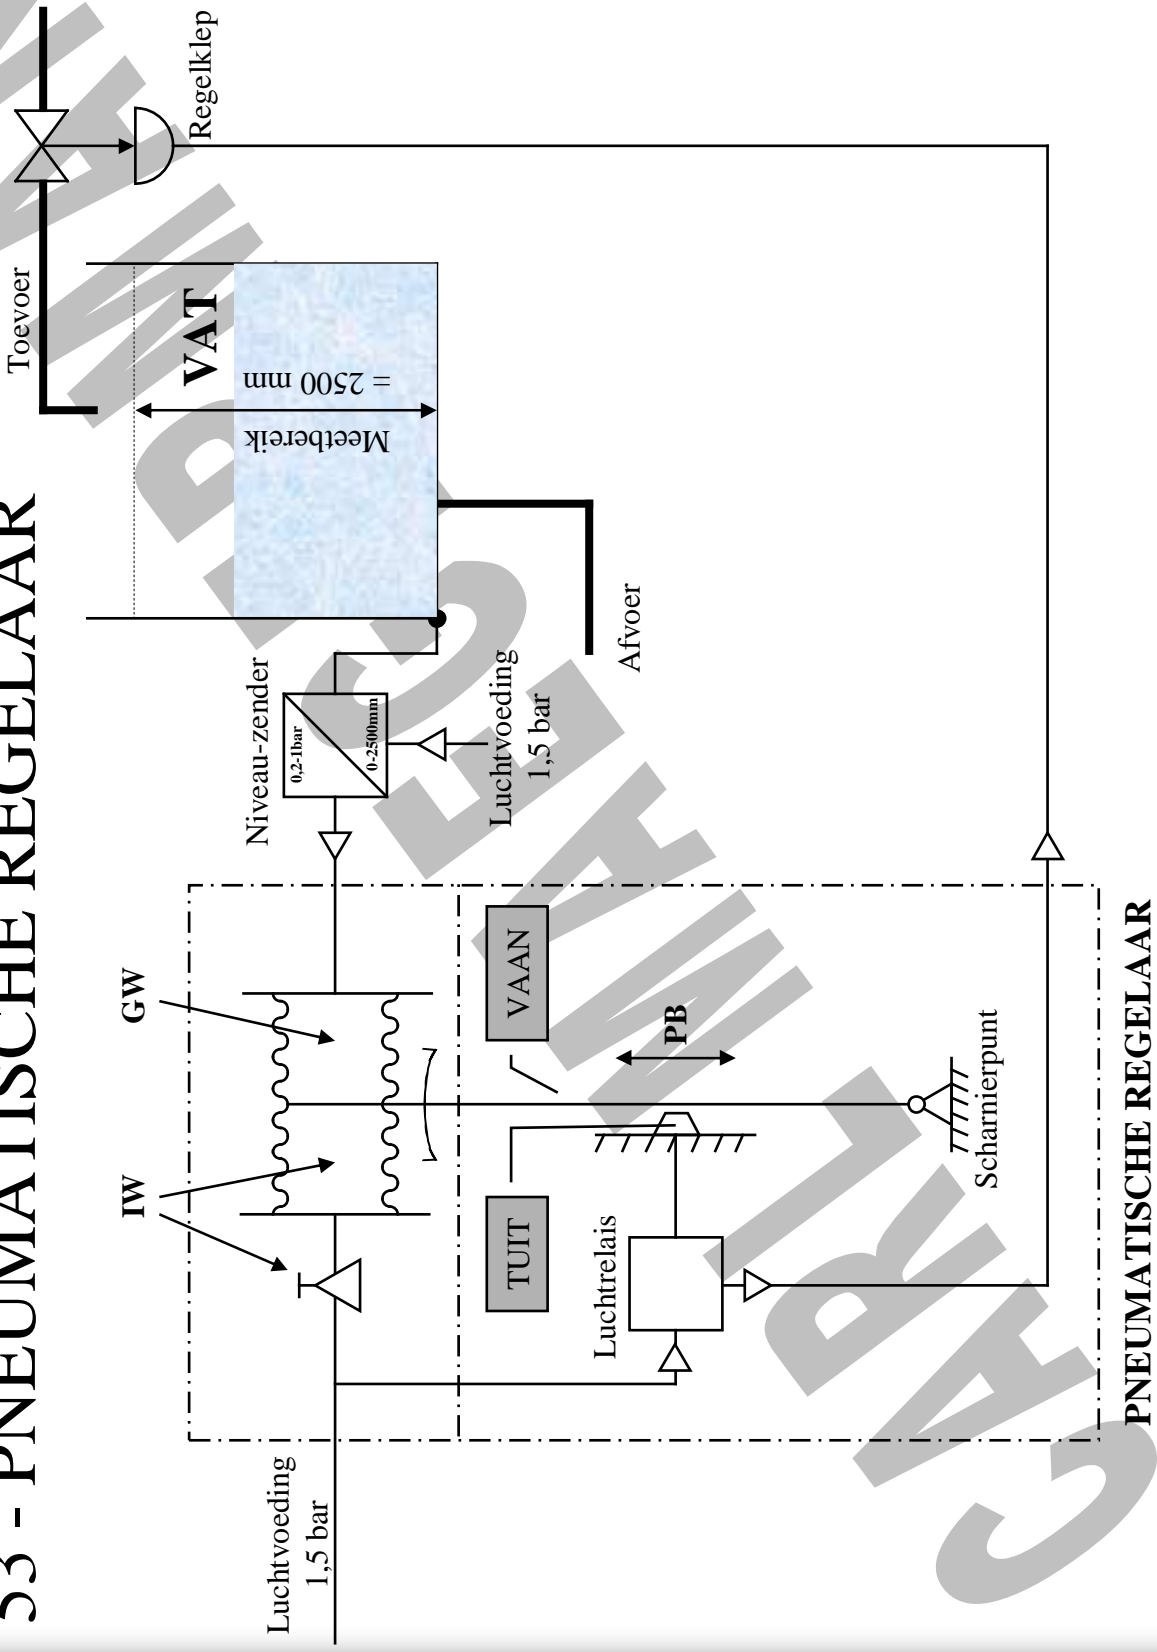 53 - PNEUMATISCHE REGELAAR
Luchtvoeding
1,5 bar
IW
GW
Niveau-zender
0,2-1bar
0-2500mm
Luchtvoeding
1,5 bar
Toevoer
Regelklep
VAT
Meetbereik
= 2500 mm
Afvoer
TUIT
VAAN
Luchtrelais
PB
Scharnierpunt
PNEUMATISCHE REGELAAR